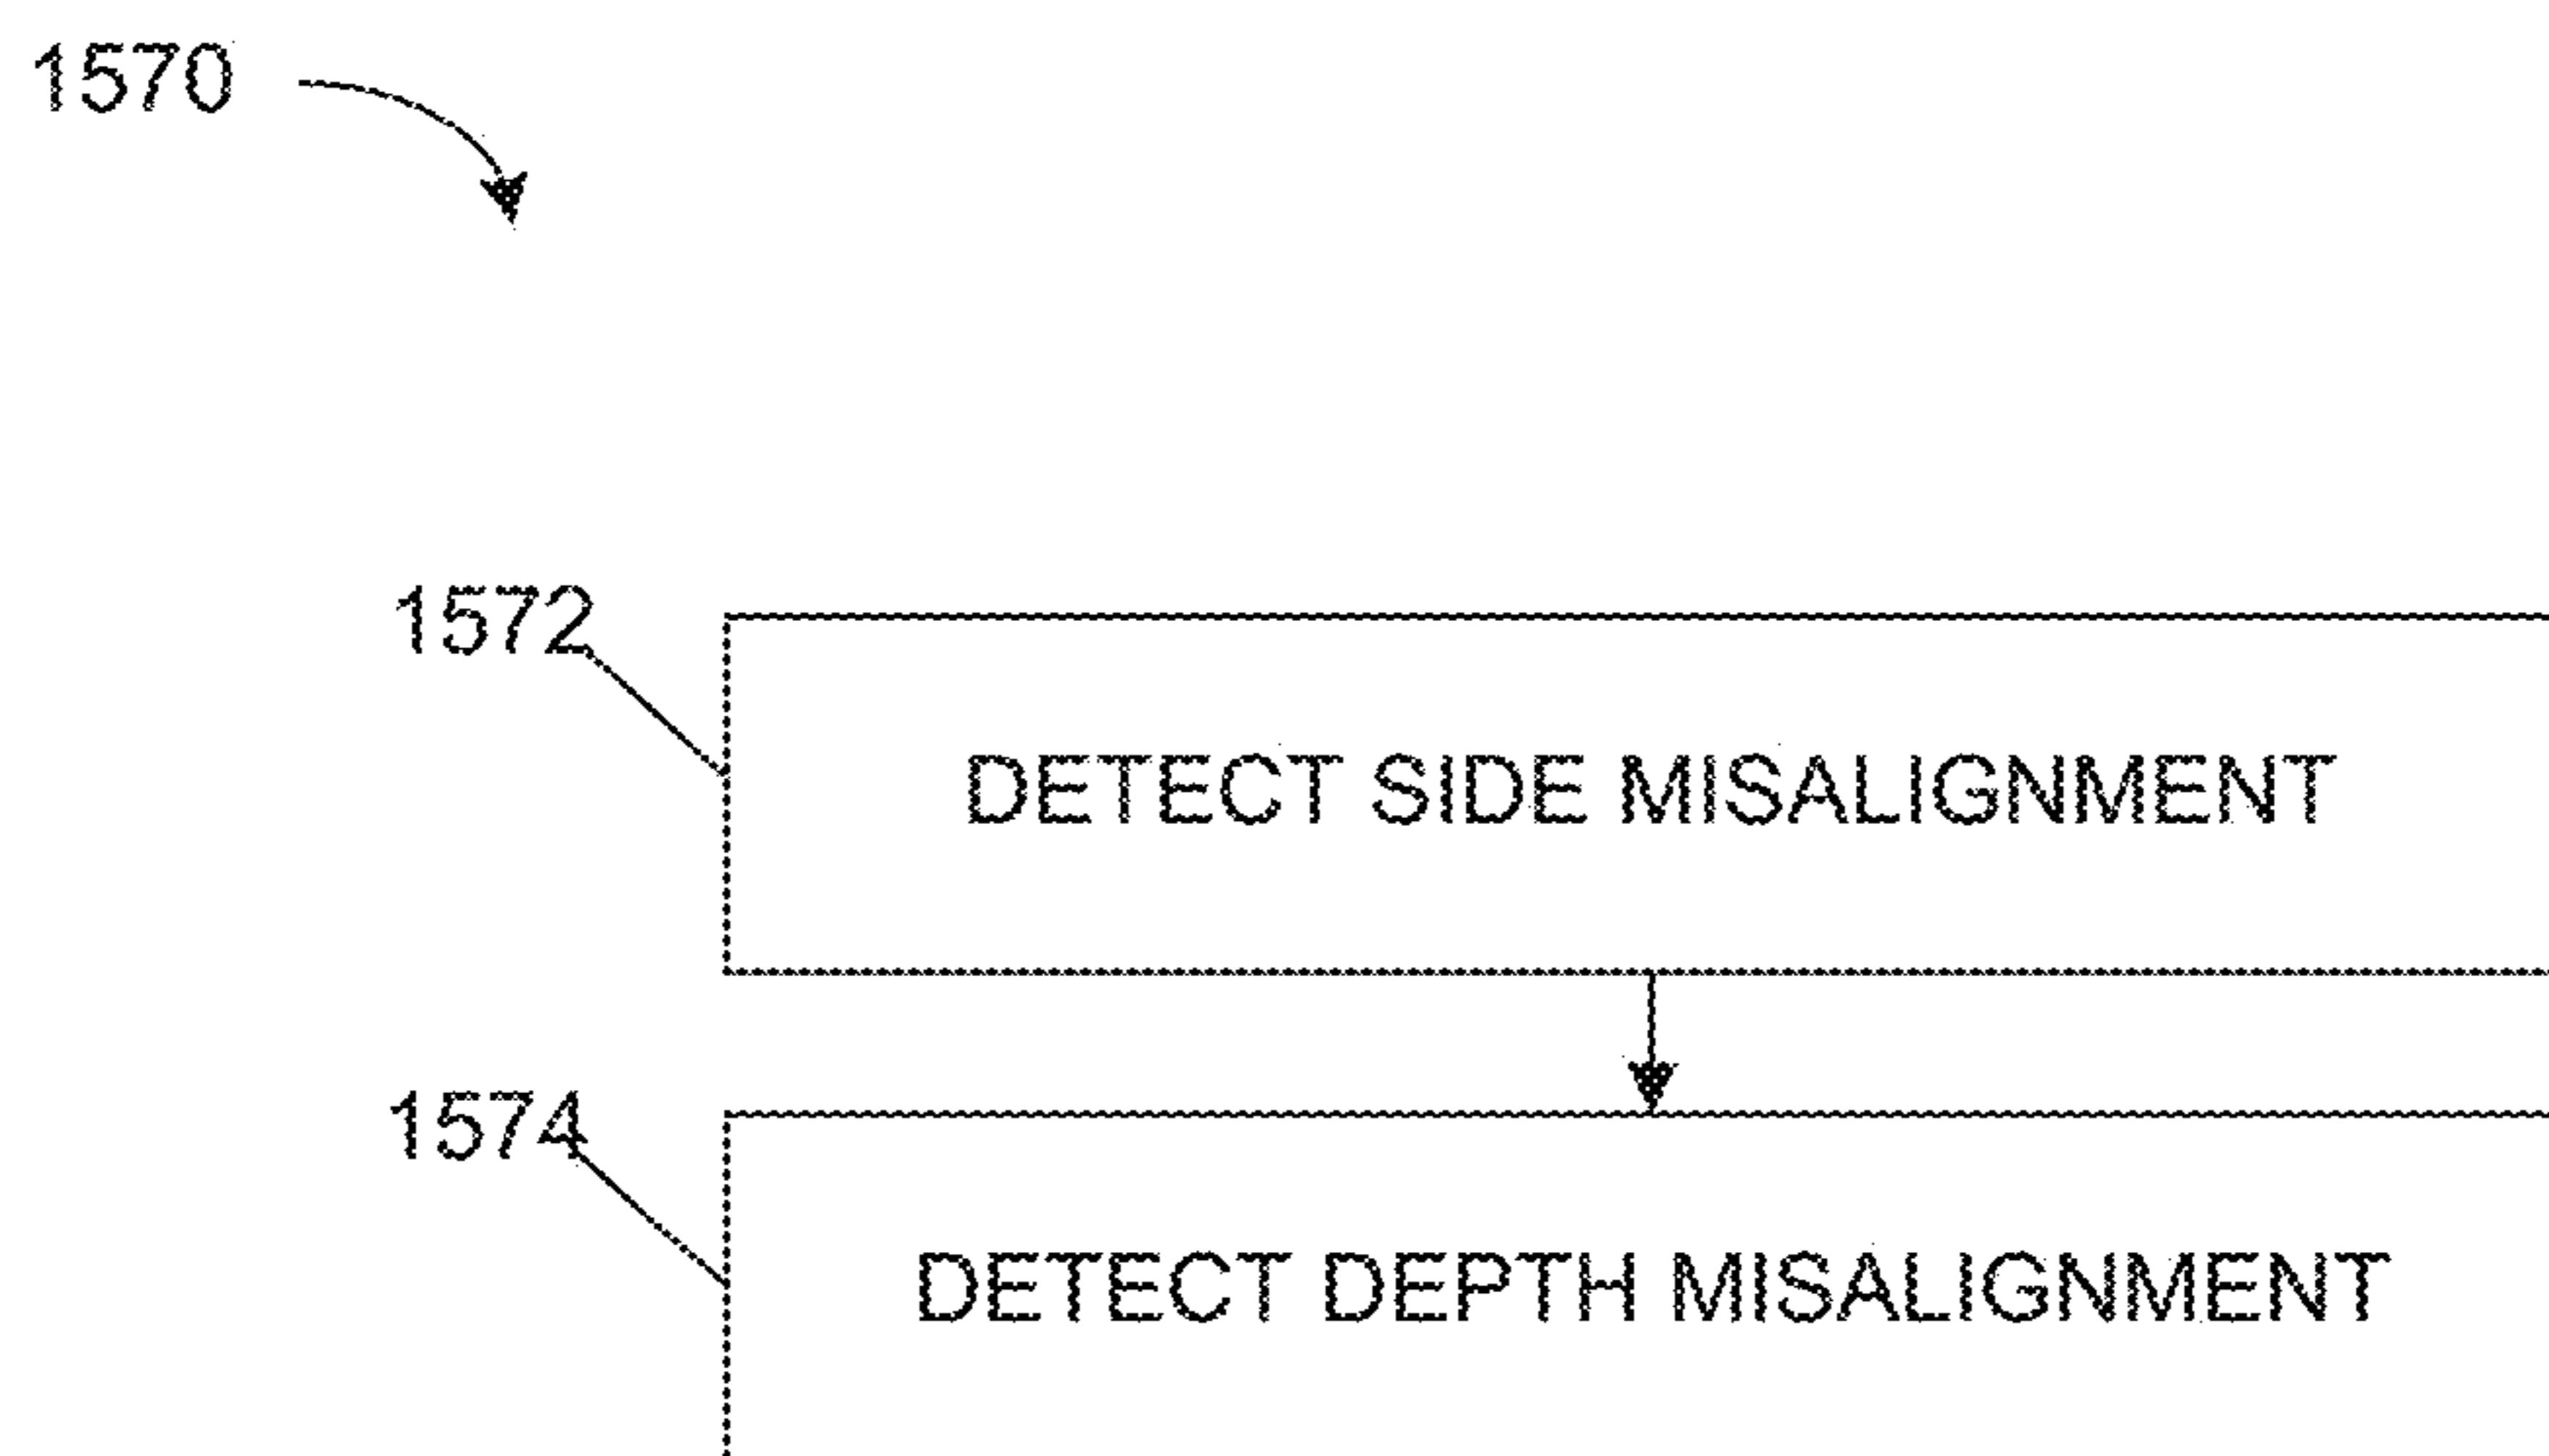 1570
1572
DETECT SIDE MISALIGNMENT
1574
DETECT DEPTH MISALIGNMENT